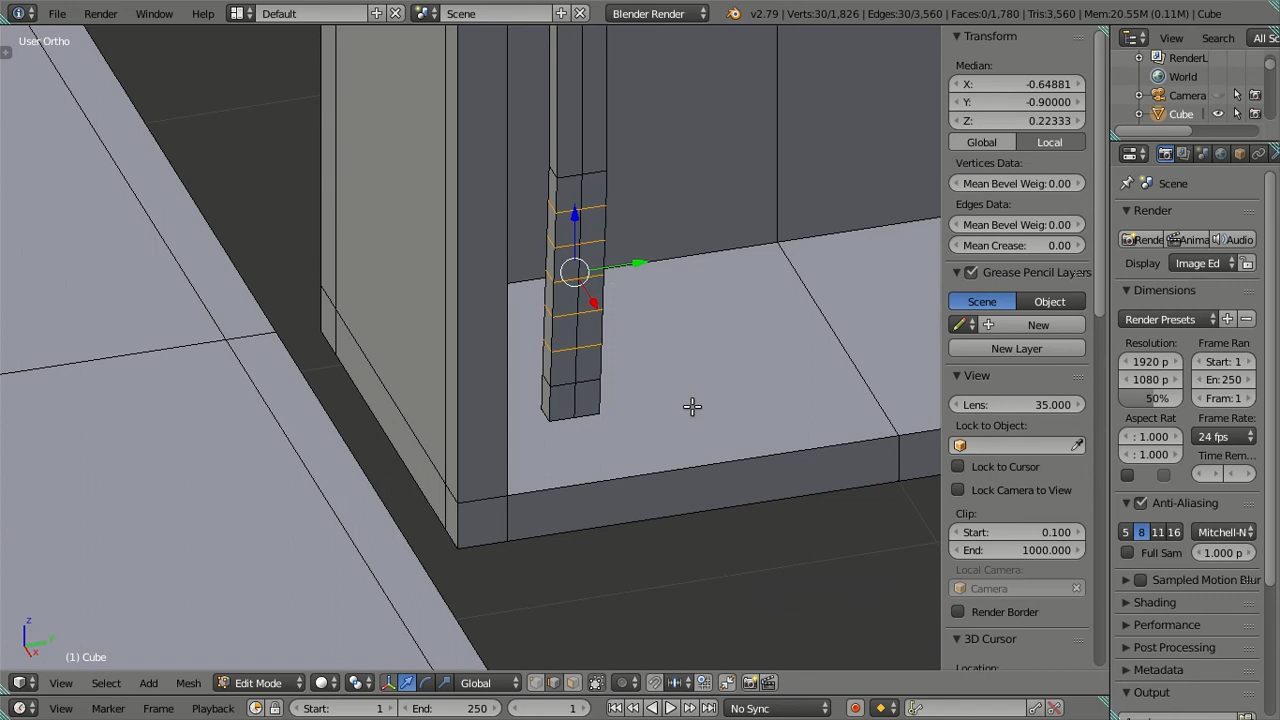 File Render Window Help Default Scene Blender Render v2.79 | Verts:30/1,826 | Edges:30/3,560 | Faces:0/1,780 | Tris:3,560 | Mem:20.55M (0.11M) | Cube
User Ortho
Transform
Median:
X: -0.64881
Y: -0.90000
Z: 0.22333
Global Local
Vertices Data:
Mean Bevel Weig: 0.00
Edges Data:
Mean Bevel Weig: 0.00
Mean Crease: 0.00
Grease Pencil Layers
Scene Object
New
New Layer
View
Lens: 35.000
Lock to Object:
Lock to Cursor
Lock Camera to View
Clip:
Start: 0.100
End: 1000.000
Local Camera:
Camera
Render Border
3D Cursor
Location:
View Search All Sc
RenderL
World
Camera
Cube
Scene
Render
Rende Anima Audio
Display Image Ed
Dimensions
Render Presets
Resolution: Frame Ran
1920 p Start: 1
1080 p En: 250
50% Fram: 1
Aspect Rat Frame Rate:
: 1.000 24 fps
: 1.000 Time Rem...
Anti-Aliasing
5 8 11 16 Mitchell-N
Full Sam 1.000 p
Sampled Motion Blur
Shading
Performance
Post Processing
Metadata
Output
z
y
x
(1) Cube
View Select Add Mesh Edit Mode Global
View Marker Frame Playback Start: 1 End: 250 1 No Sync